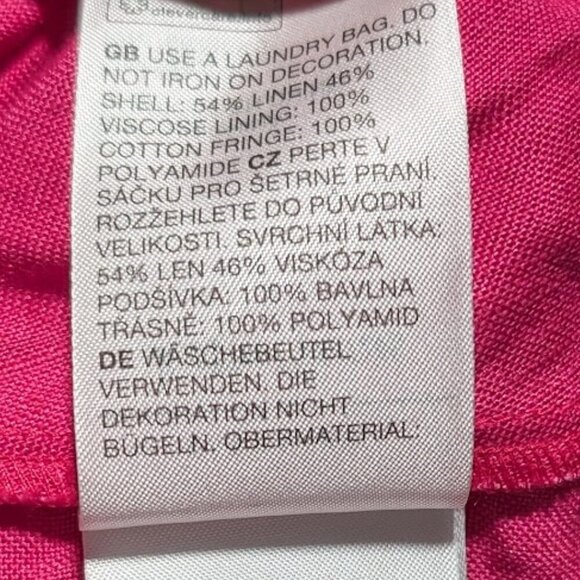 clevercare.info
GB USE A LAUNDRY BAG. DO
NOT IRON ON DECORATION.
SHELL: 54% LINEN 46%
VISCOSE LINING: 100%
COTTON FRINGE: 100%
POLYAMIDE CZ PERTE V
SÁČKU PRO ŠETRNÉ PRANÍ.
ROZŽEHLETE DO PŮVODNÍ
VELIKOSTI. SVRCHNÍ LÁTKA:
54% LEN 46% VISKÓZA
PODŠÍVKA: 100% BAVLNA
TŘÁSNĚ: 100% POLYAMID
DE WÄSCHEBEUTEL
VERWENDEN. DIE
DEKORATION NICHT
BÜGELN. OBERMATERIAL: